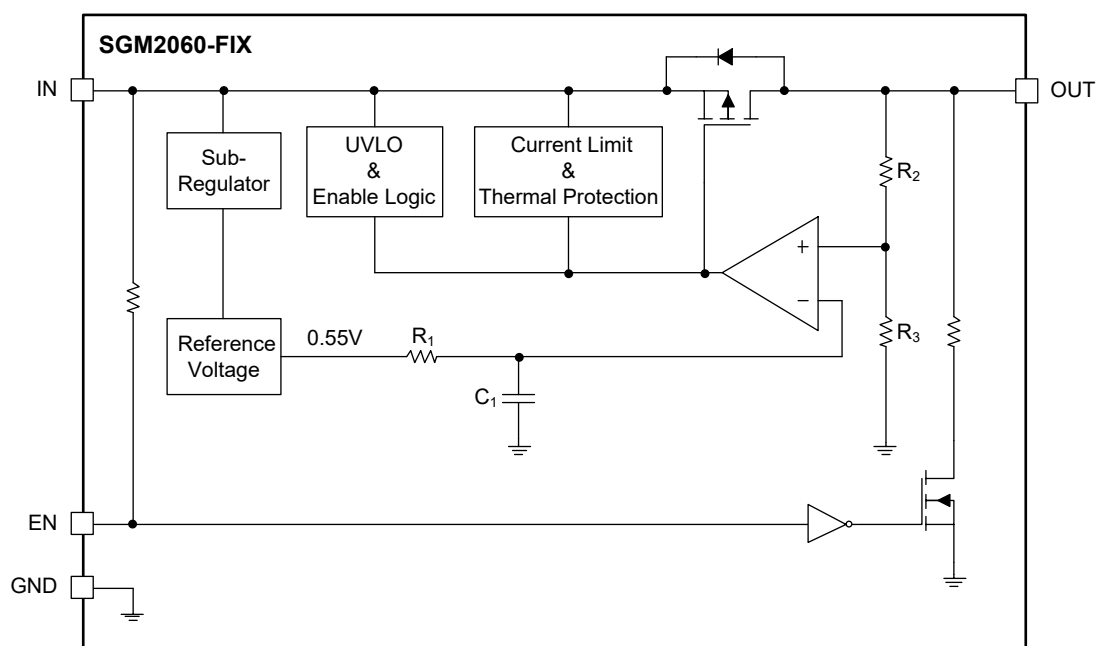 SGM2060-FIX
IN
OUT
Sub-
Regulator
UVLO
&
Enable Logic
Current Limit
&
Thermal Protection
R₂
+
−
R₃
Reference
Voltage
0.55V
R₁
C₁
EN
GND